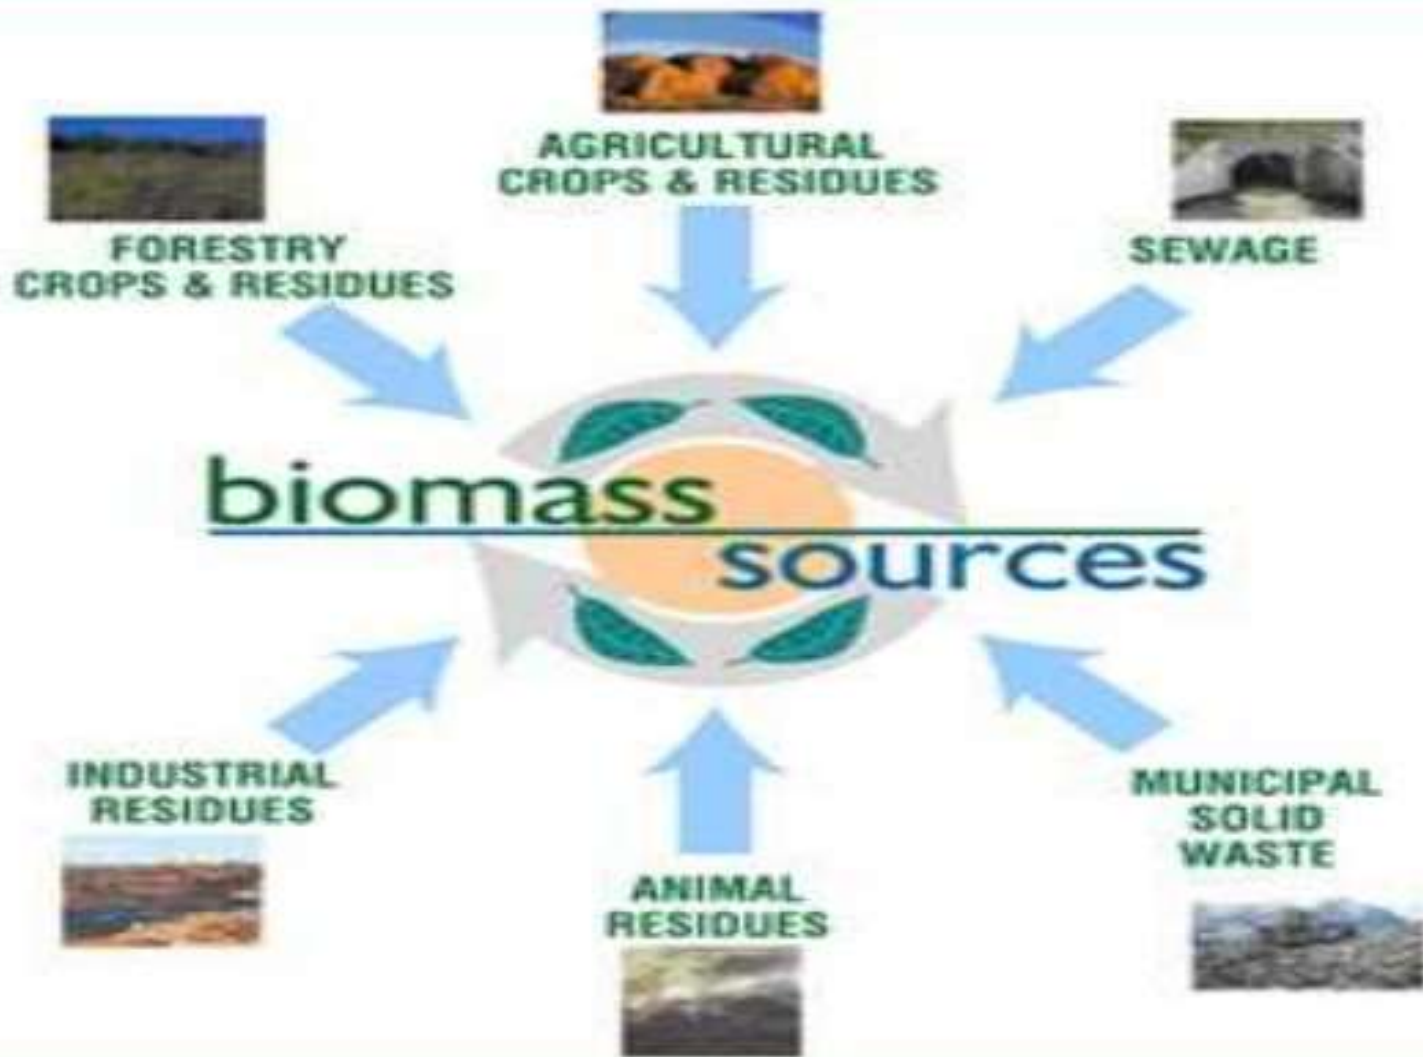 AGRICULTURAL
CROPS & RESIDUES
FORESTRY
CROPS & RESIDUES
SEWAGE
biomass
sources
INDUSTRIAL
RESIDUES
MUNICIPAL
SOLID
WASTE
ANIMAL
RESIDUES